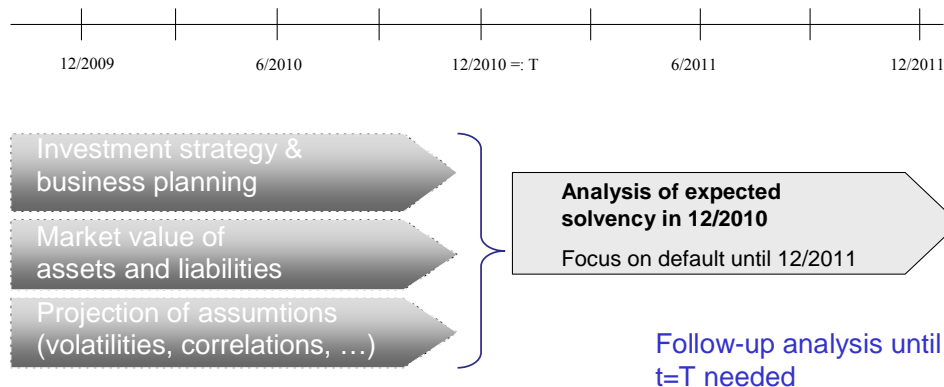 12/2009 6/2010 12/2010 =: T 6/2011 12/2011
Investment strategy &
business planning
Market value of
assets and liabilities
Projection of assumtions
(volatilities, correlations, …)
Analysis of expected
solvency in 12/2010
Focus on default until 12/2011
Follow-up analysis until
t=T needed